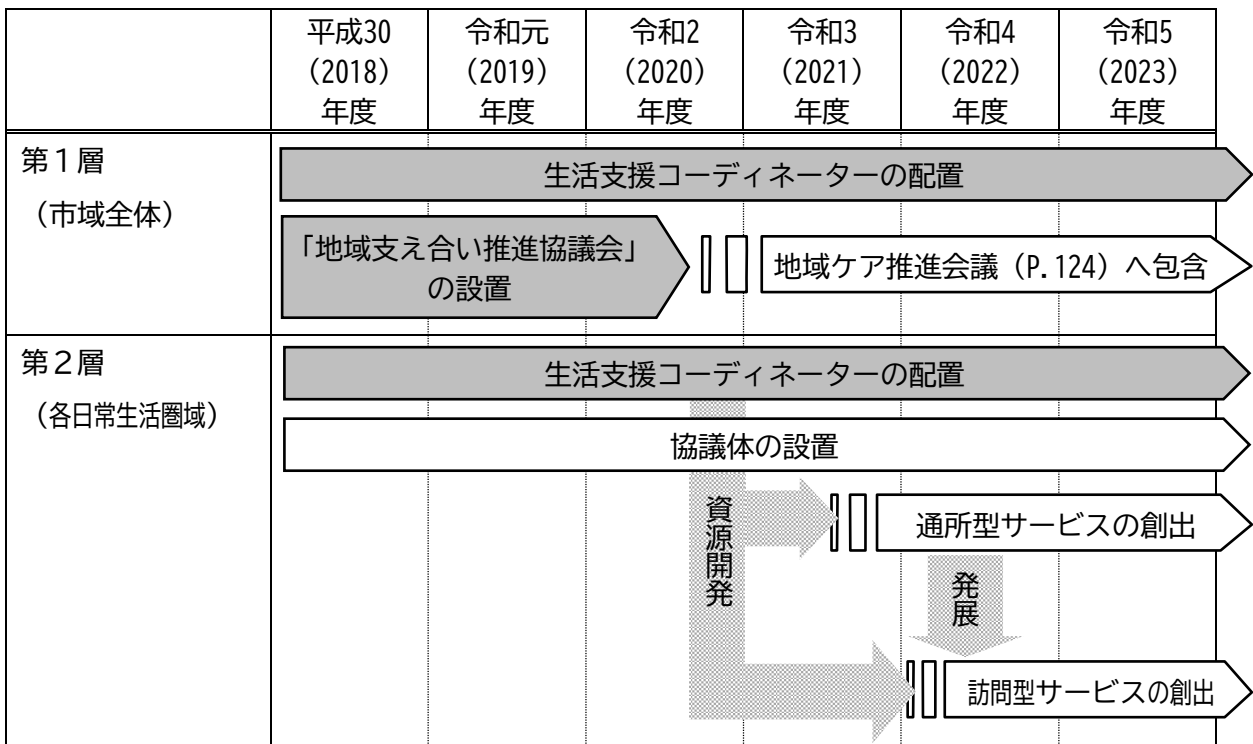 平成30
（2018）
年度
令和元
（2019）
年度
令和2
（2020）
年度
令和3
（2021）
年度
令和4
（2022）
年度
令和5
（2023）
年度
第１層
（市域全体）
生活支援コーディネーターの配置
「地域支え合い推進協議会」
の設置
地域ケア推進会議（P.124）へ包含
第２層
（各日常生活圏域）
生活支援コーディネーターの配置
協議体の設置
資源開発
通所型サービスの創出
発展
訪問型サービスの創出